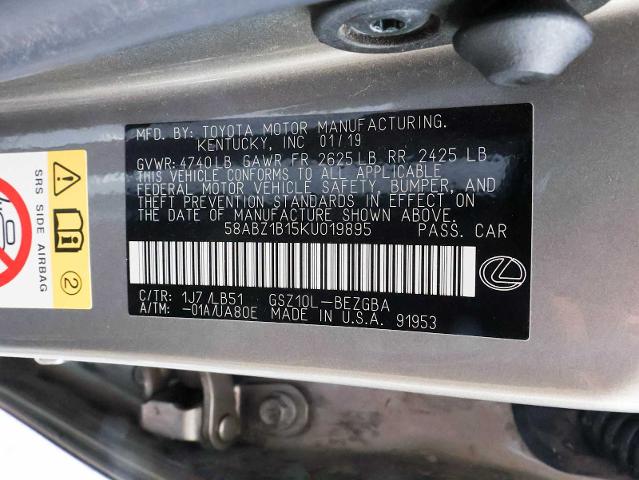 MFD. BY: TOYOTA MOTOR MANUFACTURING.
KENTUCKY, INC 01/19
GVWR: 4740 LB GAWR FR 2625 LB RR 2425 LB
THIS VEHICLE CONFORMS TO ALL APPLICABLE
FEDERAL MOTOR VEHICLE SAFETY, BUMPER, AND
THEFT PREVENTION STANDARDS IN EFFECT ON
THE DATE OF MANUFACTURE SHOWN ABOVE.
58ABZ1B15KU019895 PASS. CAR
C/TR: 1J7 /LB51 GSZ10L-BEZGBA
A/TM: -01A/UA80E MADE IN U.S.A. 91953
SRS SIDE AIRBAG
2